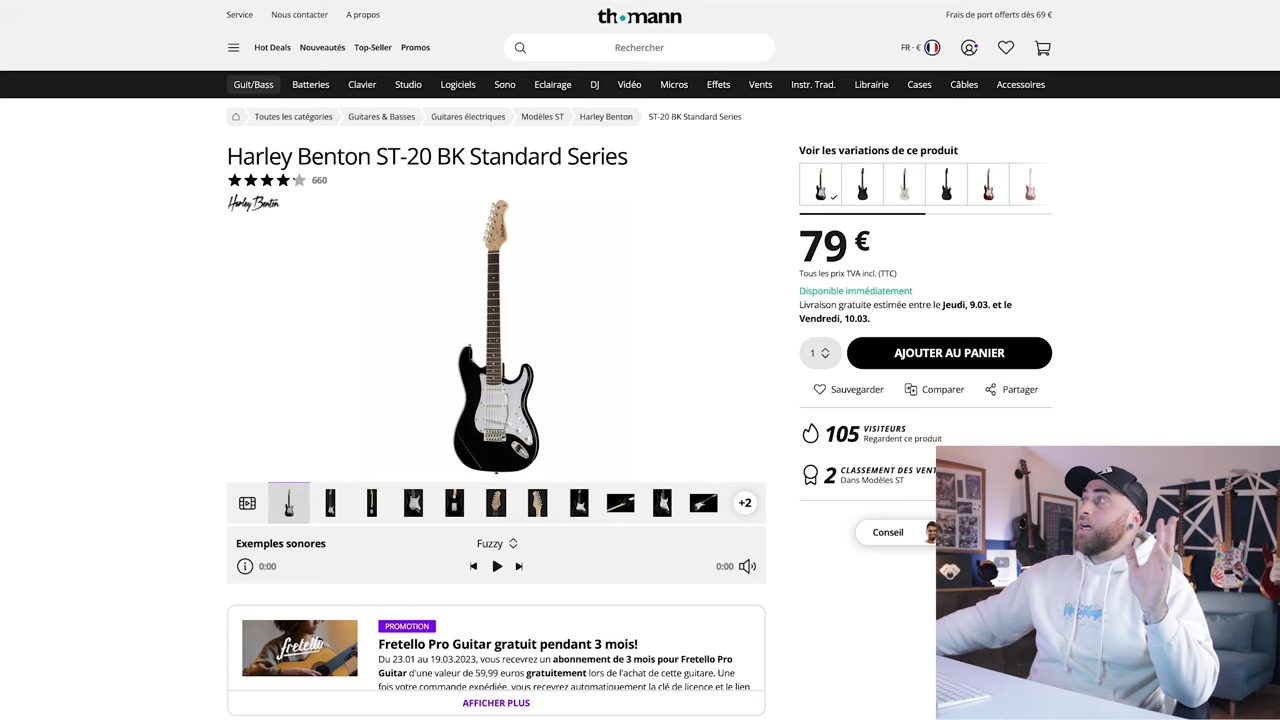 Service Nous contacter A propos
th•mann
Frais de port offerts dès 69 €
Hot Deals Nouveautés Top-Seller Promos
Rechercher
FR · €
Guit/Bass Batteries Clavier Studio Logiciels Sono Eclairage DJ Vidéo Micros Effets Vents Instr. Trad. Librairie Cases Câbles Accessoires
Toutes les catégories Guitares & Basses Guitares électriques Modèles ST Harley Benton ST-20 BK Standard Series
Harley Benton ST-20 BK Standard Series
660
Harley Benton
Voir les variations de ce produit
79 €
Tous les prix TVA incl. (TTC)
Disponible immédiatement
Livraison gratuite estimée entre le Jeudi, 9.03. et le
Vendredi, 10.03.
1
AJOUTER AU PANIER
Sauvegarder Comparer Partager
105 VISITEURS
Regardent ce produit
2 CLASSEMENT DES VENT
Dans Modèles ST
Conseil
+2
Exemples sonores
Fuzzy
0:00
0:00
fretello
PROMOTION
Fretello Pro Guitar gratuit pendant 3 mois!
Du 23.01 au 19.03.2023, vous recevrez un abonnement de 3 mois pour Fretello Pro
Guitar d'une valeur de 59,99 euros gratuitement lors de l'achat de cette guitare. Une
fois votre commande expédiée, vous recevrez automatiquement la clé de licence et le lien
AFFICHER PLUS